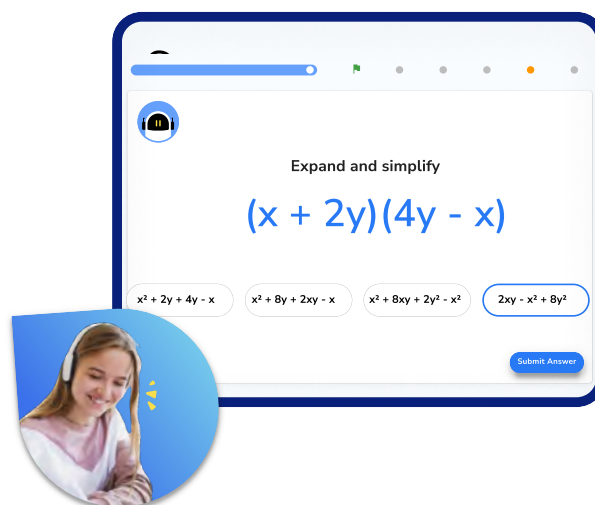 Expand and simplify
(x + 2y)(4y - x)
x² + 2y + 4y - x
x² + 8y + 2xy - x
x² + 8xy + 2y² - x²
2xy - x² + 8y²
Submit Answer